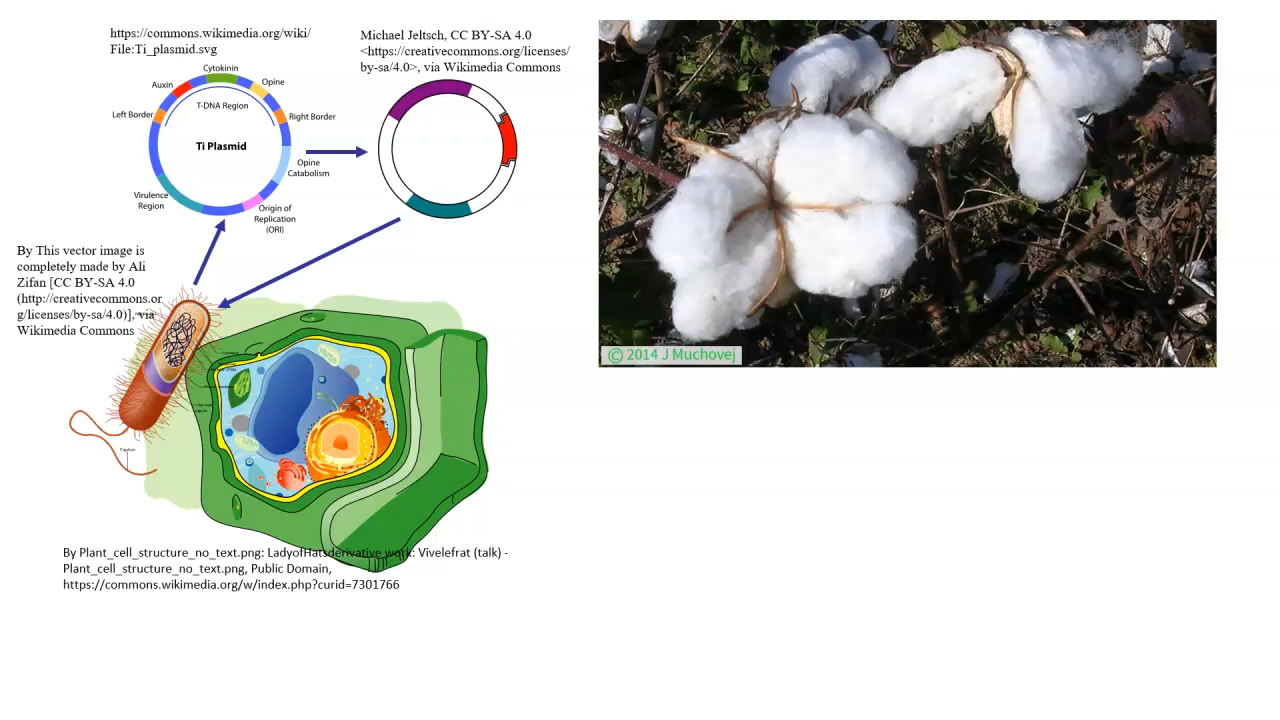 https://commons.wikimedia.org/wiki/
File:Ti_plasmid.svg
Michael Jeltsch, CC BY-SA 4.0
<https://creativecommons.org/licenses/
by-sa/4.0>, via Wikimedia Commons
Cytokinin
Auxin
Opine
T-DNA Region
Left Border
Right Border
Ti Plasmid
Opine
Catabolism
Virulence
Region
Origin of
Replication
(ORI)
By This vector image is
completely made by Ali
Zifan [CC BY-SA 4.0
(http://creativecommons.or
g/licenses/by-sa/4.0)], via
Wikimedia Commons
© 2014 J Muchovej
By Plant_cell_structure_no_text.png: LadyofHatsderivative work: Vivelefrat (talk) -
Plant_cell_structure_no_text.png, Public Domain,
https://commons.wikimedia.org/w/index.php?curid=7301766